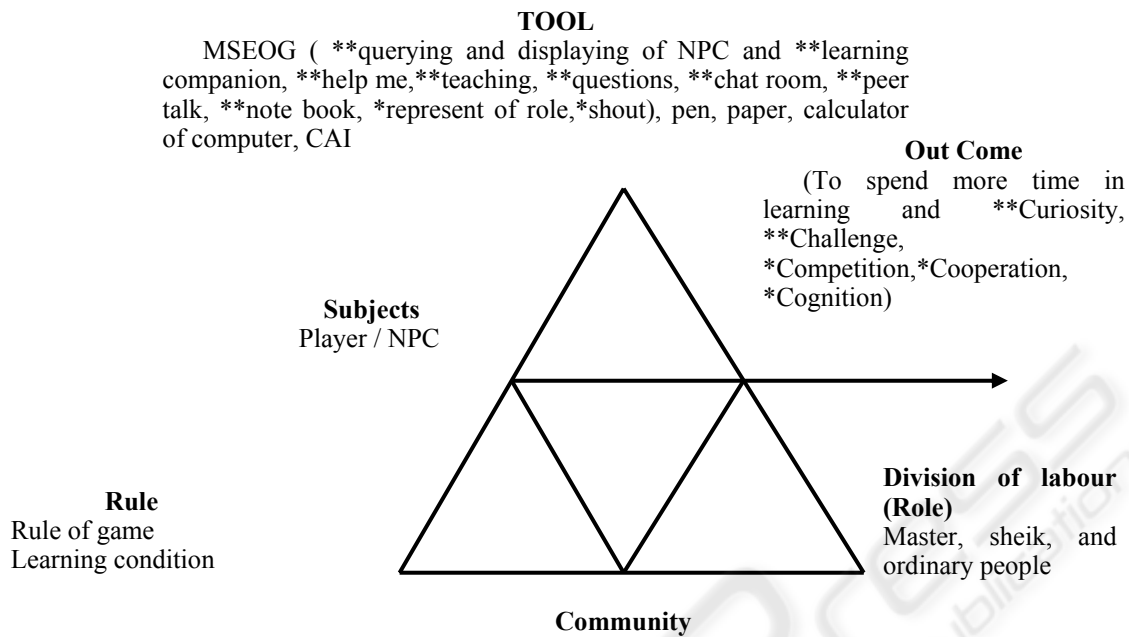 TOOL
MSEOG ( **querying and displaying of NPC and **learning
companion, **help me,**teaching, **questions, **chat room, **peer
talk, **note book, *represent of role,*shout), pen, paper, calculator
of computer, CAI
Out Come
(To spend more time in
learning and **Curiosity,
**Challenge,
*Competition,*Cooperation,
*Cognition)
Subjects
Player / NPC
Rule
Rule of game
Learning condition
Division of labour
(Role)
Master, sheik, and
ordinary people
Community